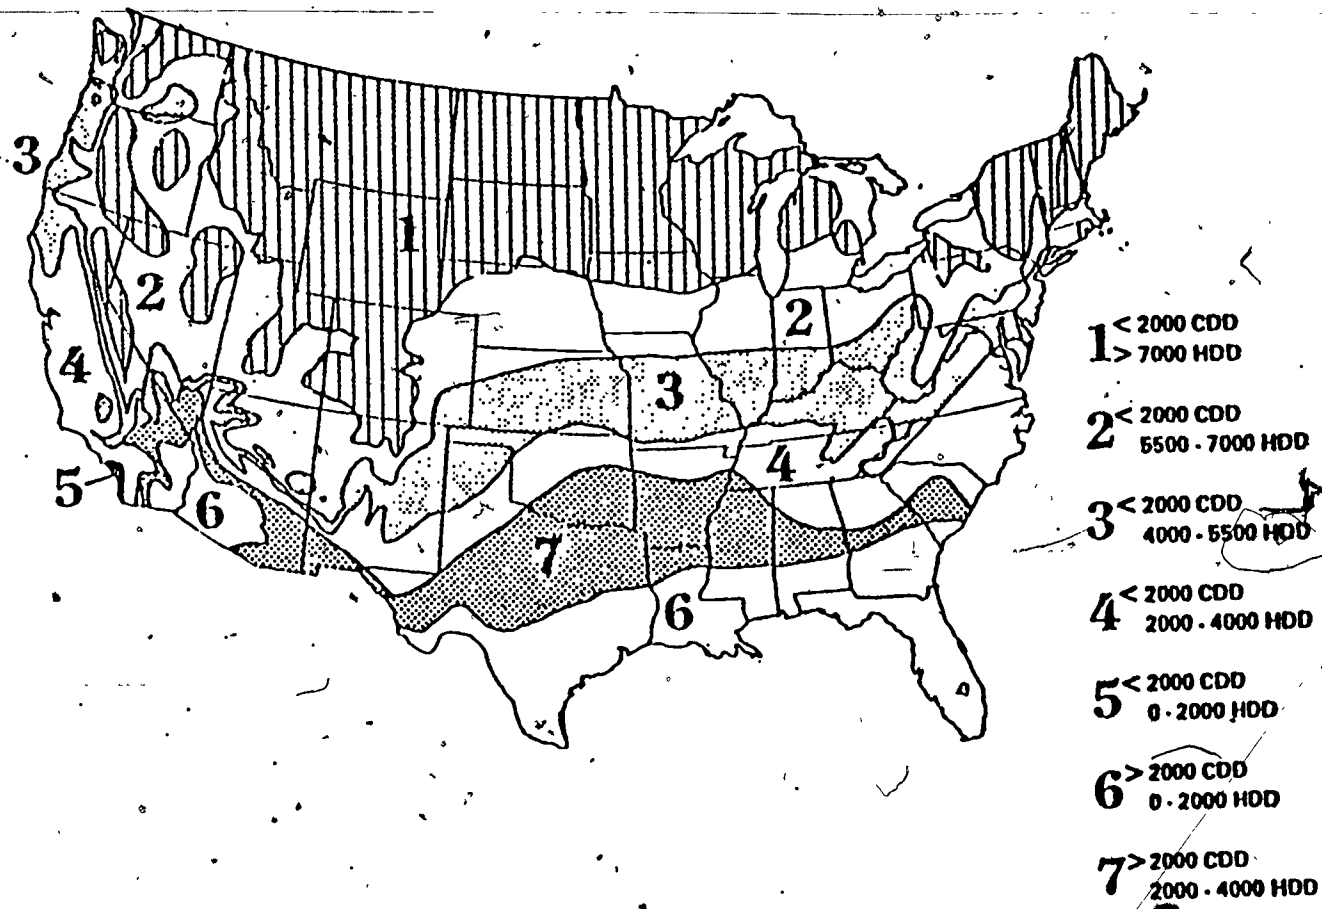 3
1
2
2
4
3
4
5
6
7
6
1 < 2000 CDD
> 7000 HDD
2 < 2000 CDD
5500 - 7000 HDD
3 < 2000 CDD
4000 - 5500 HDD
4 < 2000 CDD
2000 - 4000 HDD
5 < 2000 CDD
0 - 2000 HDD
6 > 2000 CDD
0 - 2000 HDD
7 > 2000 CDD
2000 - 4000 HDD